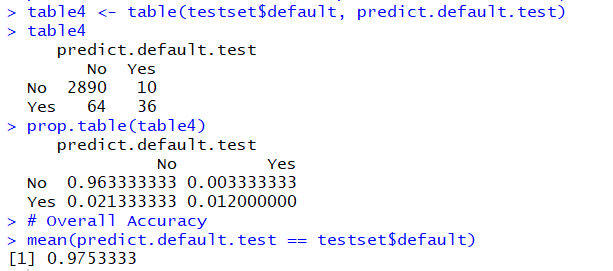 > table4 <- table(testset$default, predict.default.test)
> table4
     predict.default.test
        No  Yes
  No  2890   10
  Yes   64   36
> prop.table(table4)
     predict.default.test
               No         Yes
  No  0.963333333 0.003333333
  Yes 0.021333333 0.012000000
> # Overall Accuracy
> mean(predict.default.test == testset$default)
[1] 0.9753333